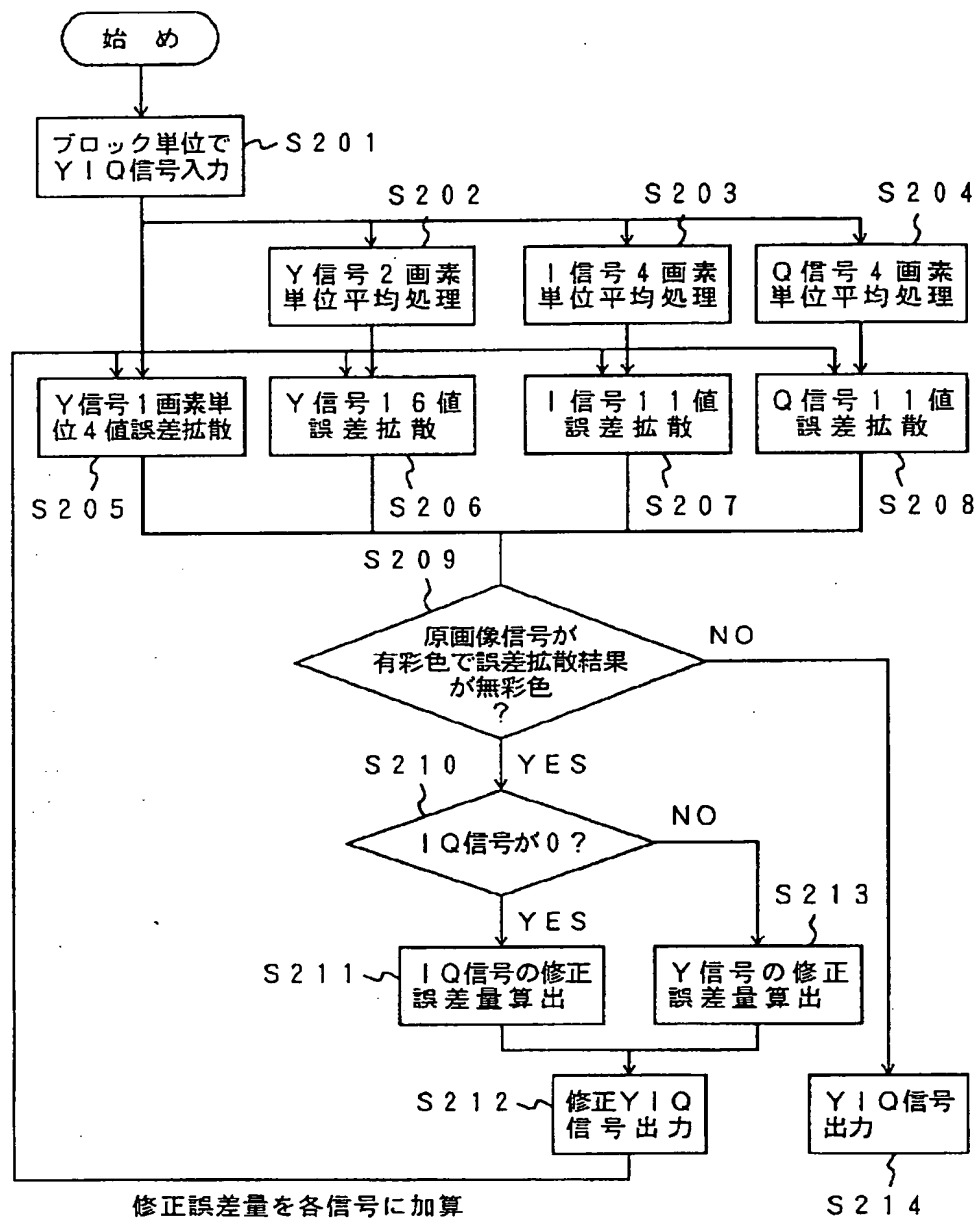 始め
ブロック単位で
YIQ信号入力
S201
S202
S203
S204
Y信号2画素
単位平均処理
I信号4画素
単位平均処理
Q信号4画素
単位平均処理
Y信号1画素単
位4値誤差拡散
Y信号16値
誤差拡散
I信号11値
誤差拡散
Q信号11値
誤差拡散
S205
S206
S207
S208
S209
原画像信号が
有彩色で誤差拡散結果
が無彩色
?
NO
YES
S210
IQ信号が0?
NO
YES
S213
S211
IQ信号の修正
誤差量算出
Y信号の修正
誤差量算出
S212
修正YIQ
信号出力
YIQ信号
出力
修正誤差量を各信号に加算
S214